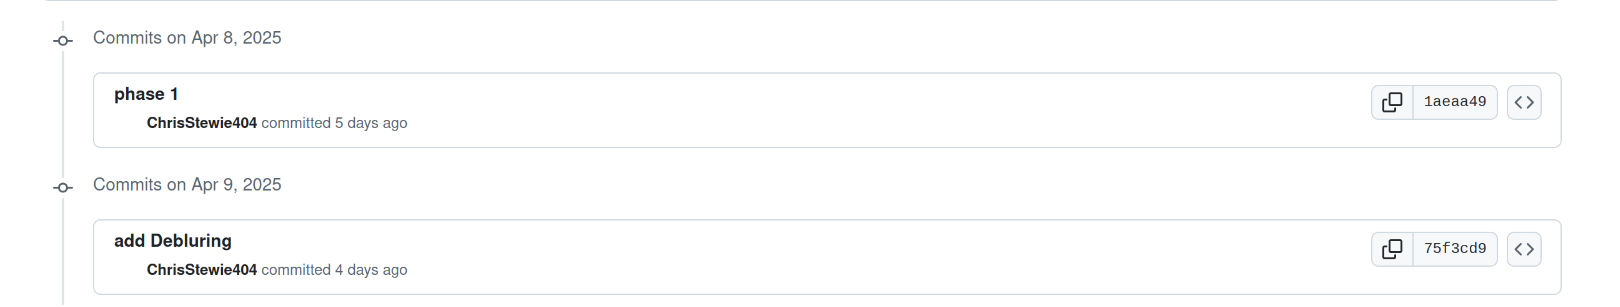 Commits on Apr 8, 2025
phase 1
1aeaa49
ChrisStewie404 committed 5 days ago
Commits on Apr 9, 2025
add Debluring
75f3cd9
ChrisStewie404 committed 4 days ago